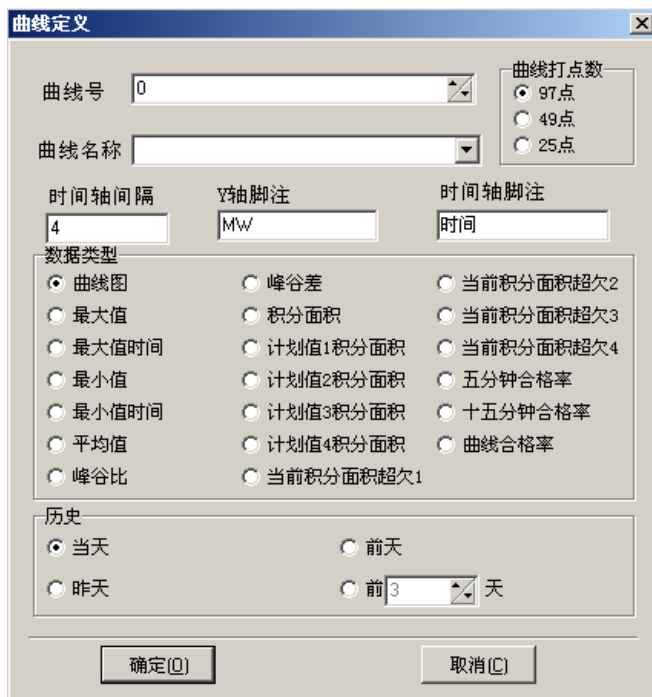 曲线定义
曲线号 0
曲线打点数
97点
49点
25点
曲线名称
时间轴间隔 Y轴脚注 时间轴脚注
4 MW 时间
数据类型
曲线图 峰谷差 当前积分面积超欠2
最大值 积分面积 当前积分面积超欠3
最大值时间 计划值1积分面积 当前积分面积超欠4
最小值 计划值2积分面积 五分钟合格率
最小值时间 计划值3积分面积 十五分钟合格率
平均值 计划值4积分面积 曲线合格率
峰谷比 当前积分面积超欠1
历史
当天 前天
昨天 前 3 天
确定(O) 取消(C)